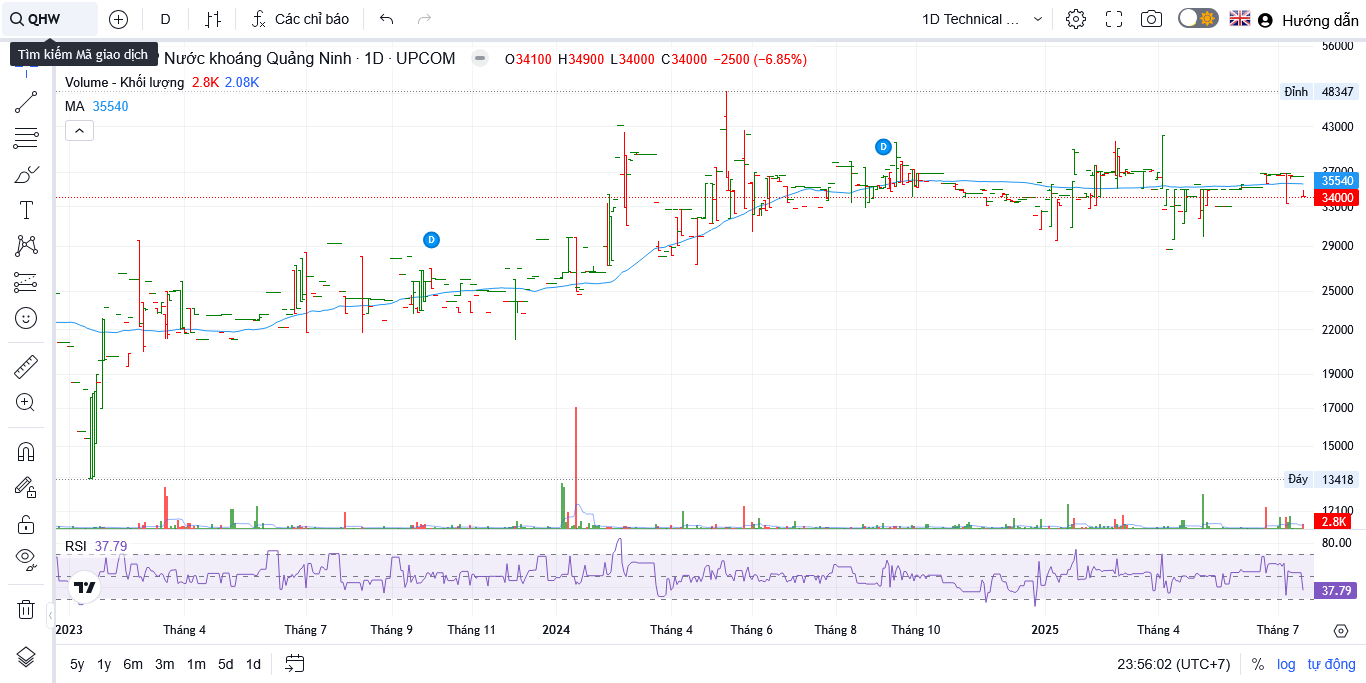 QHW
D
Các chỉ báo
1D Technical ...
Hướng dẫn
Tìm kiếm Mã giao dịch
Nước khoáng Quảng Ninh · 1D · UPCOM
O34100 H34900 L34000 C34000 −2500 (−6.85%)
Volume - Khối lượng 2.8K 2.08K
MA 35540
56000
Đỉnh 48347
43000
37000
35540
34000
33000
29000
25000
22000
19000
17000
15000
Đáy 13418
12100
2.8K
D
D
RSI 37.79
80.00
37.79
2023
Tháng 4
Tháng 7
Tháng 9
Tháng 11
2024
Tháng 4
Tháng 6
Tháng 8
Tháng 10
2025
Tháng 4
Tháng 7
5y 1y 6m 3m 1m 5d 1d
23:56:02 (UTC+7) % log tự động